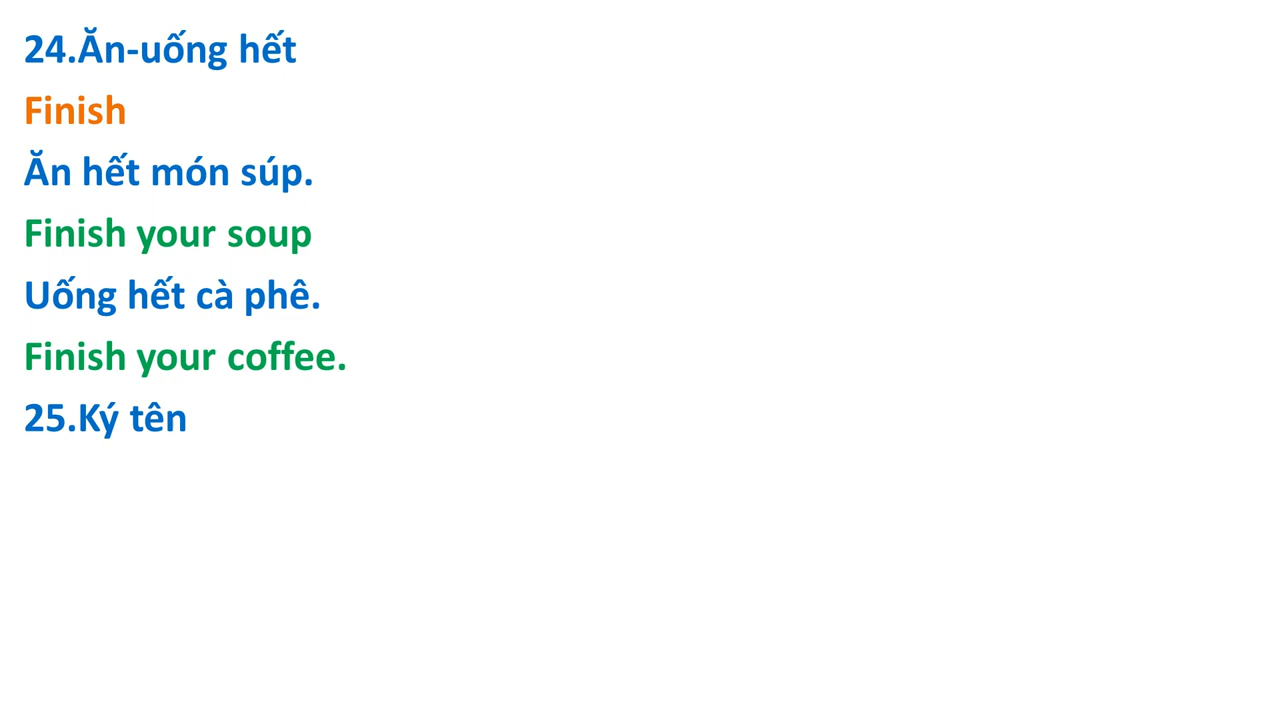 24.Ăn-uống hết
Finish
Ăn hết món súp.
Finish your soup
Uống hết cà phê.
Finish your coffee.
25.Ký tên